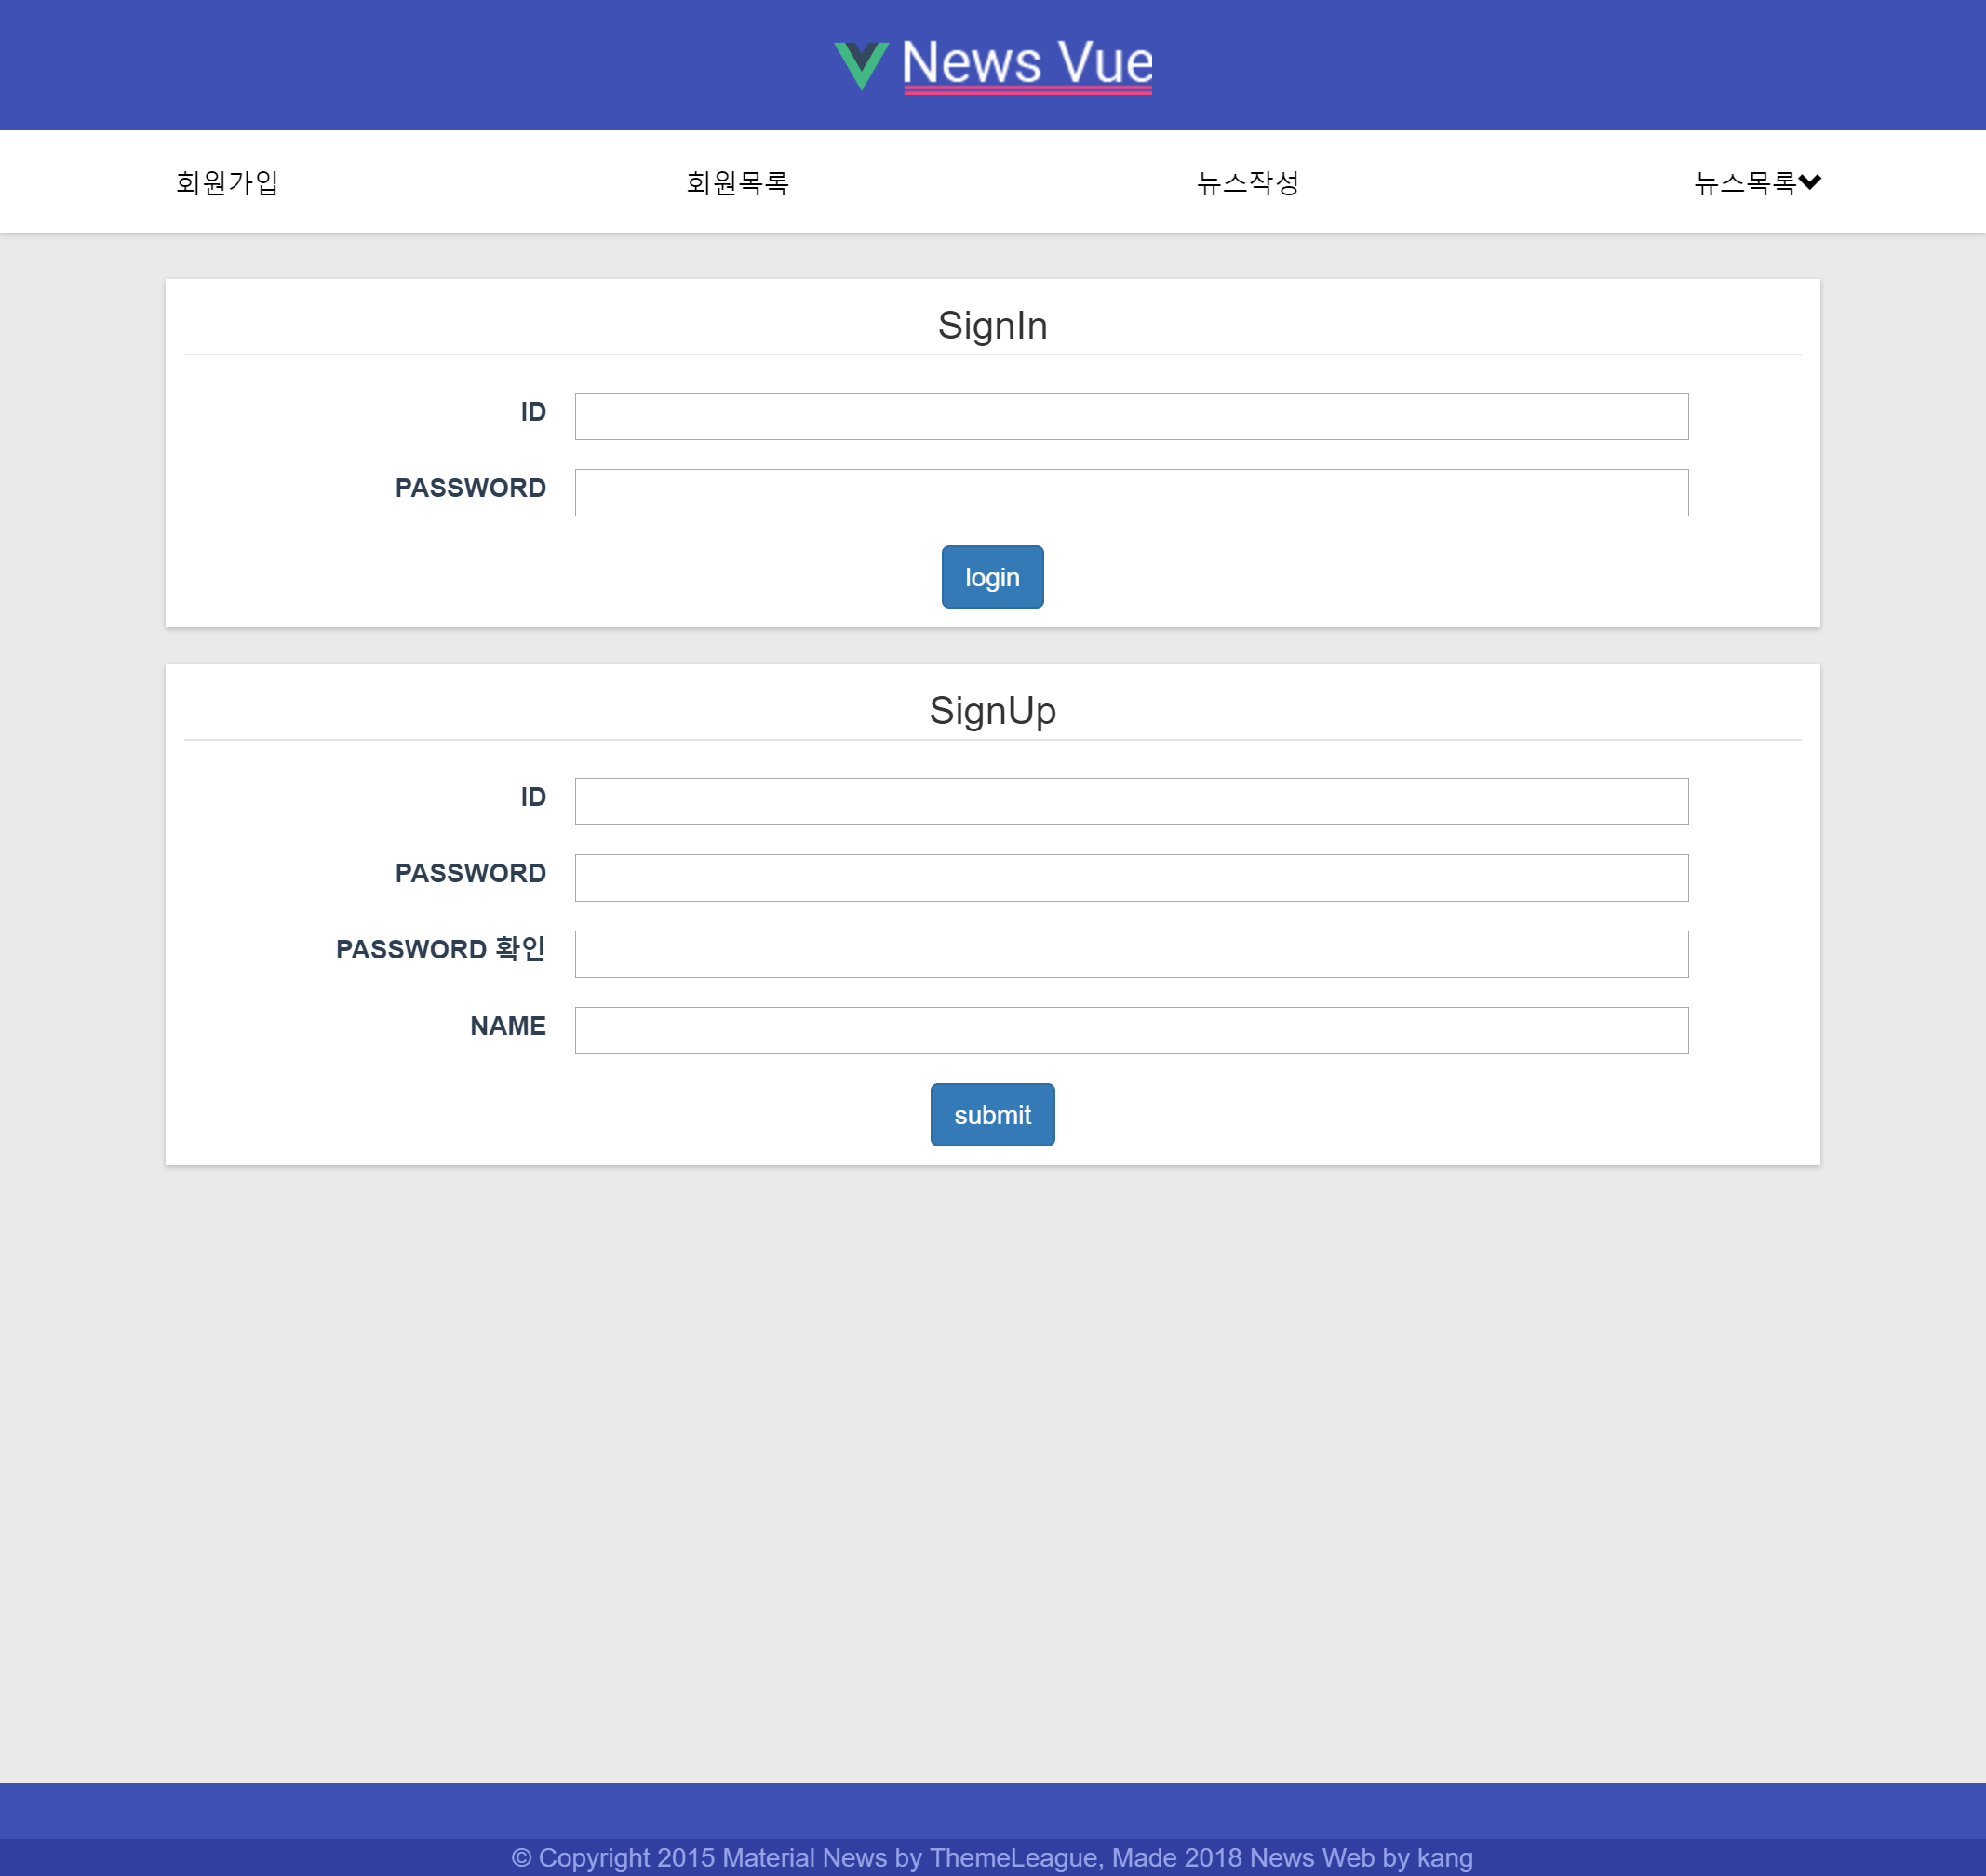 News Vue
회원가입 회원목록 뉴스작성 뉴스목록
SignIn
ID
PASSWORD
login
SignUp
ID
PASSWORD
PASSWORD 확인
NAME
submit
© Copyright 2015 Material News by ThemeLeague, Made 2018 News Web by kang